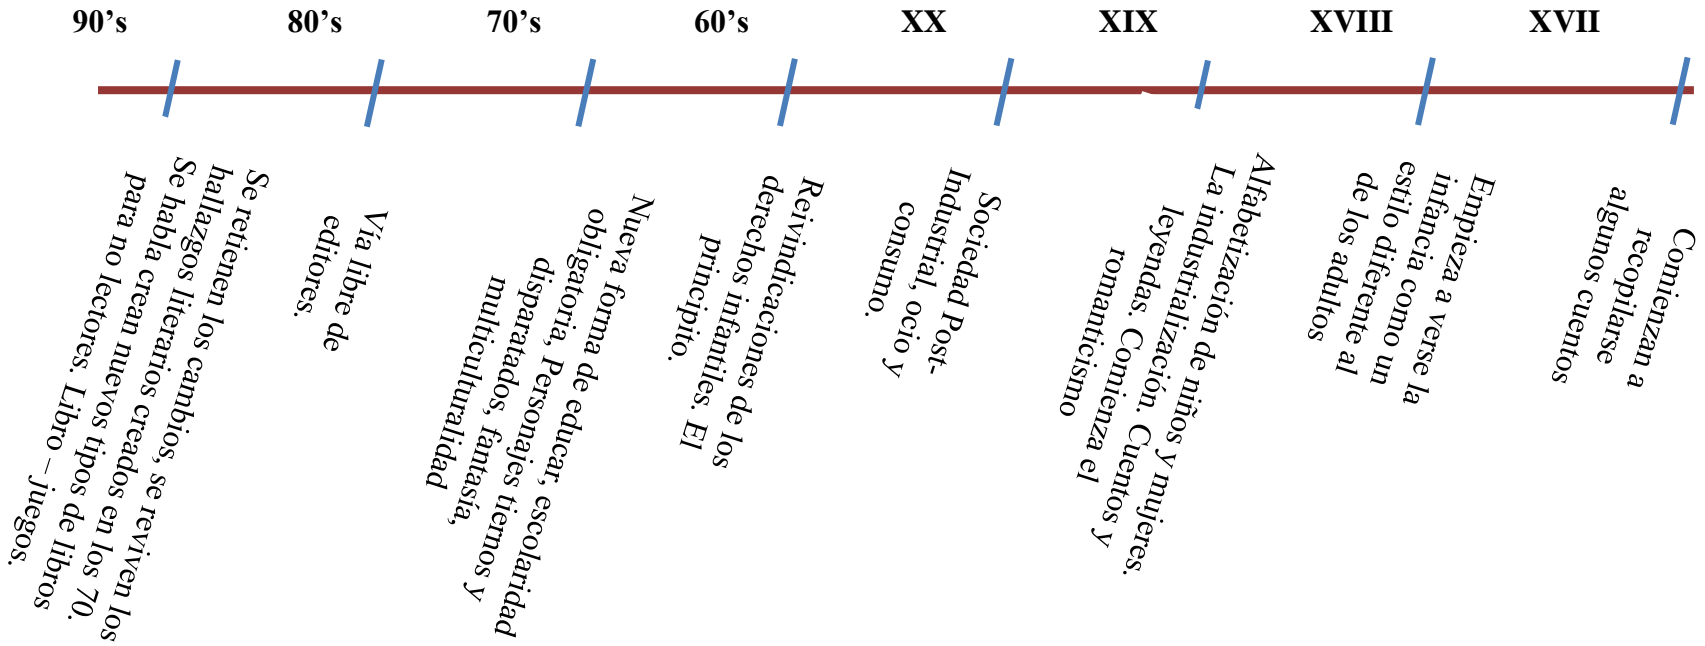 90’s
80’s
70’s
60’s
XX
XIX
XVIII
XVII
Se retienen los cambios, se reviven los
hallazgos literarios creados en los 70.
Se habla crean nuevos tipos de libros
para no lectores. Libro – juegos.
Vía libre de
editores.
Nueva forma de educar, escolaridad
obligatoria, Personajes tiernos y
disparatados, fantasía,
multiculturalidad
Reivindicaciones de los
derechos infantiles. El
principito.
Sociedad Post-
Industrial, ocio y
consumo.
Alfabetización de niños y mujeres.
La industrialización. Cuentos y
leyendas. Comienza el
romanticismo
Empieza a verse la
infancia como un
estilo diferente al
de los adultos
Comienzan a
recopilarse
algunos cuentos